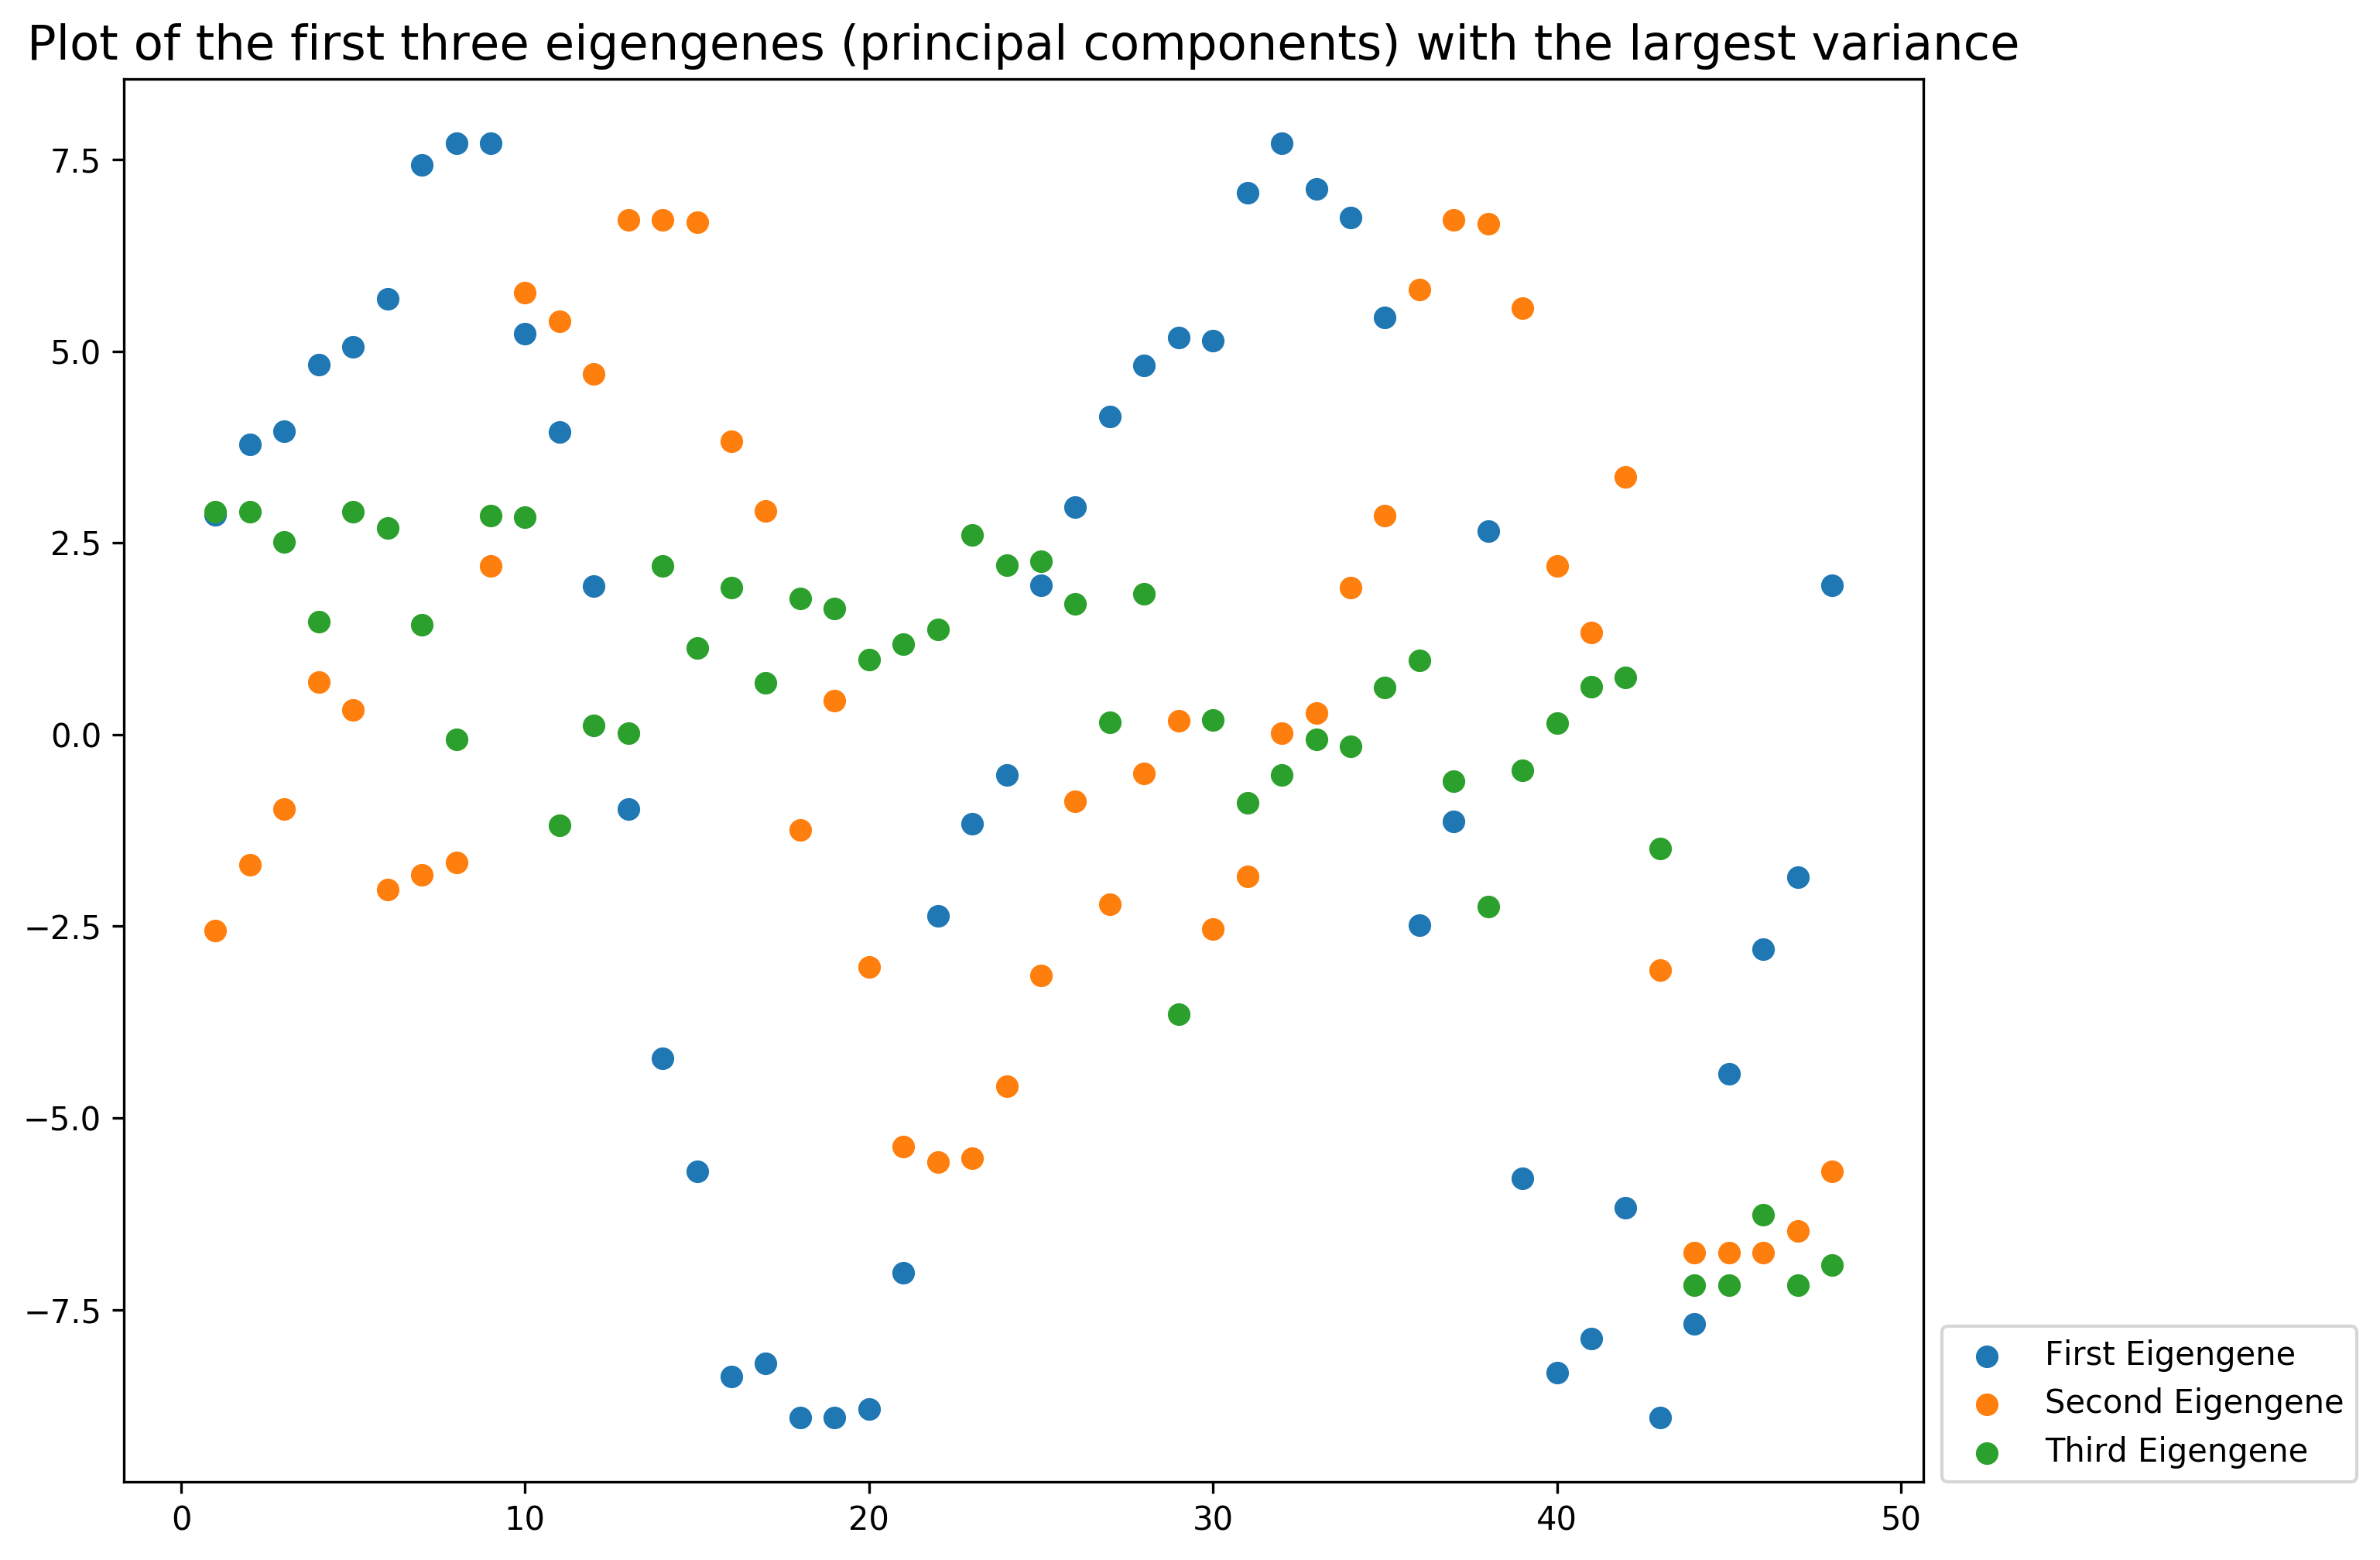 Plot of the first three eigengenes (principal components) with the largest variance
7.5
5.0
2.5
0.0
−2.5
−5.0
−7.5
0 10 20 30 40 50
First Eigengene
Second Eigengene
Third Eigengene